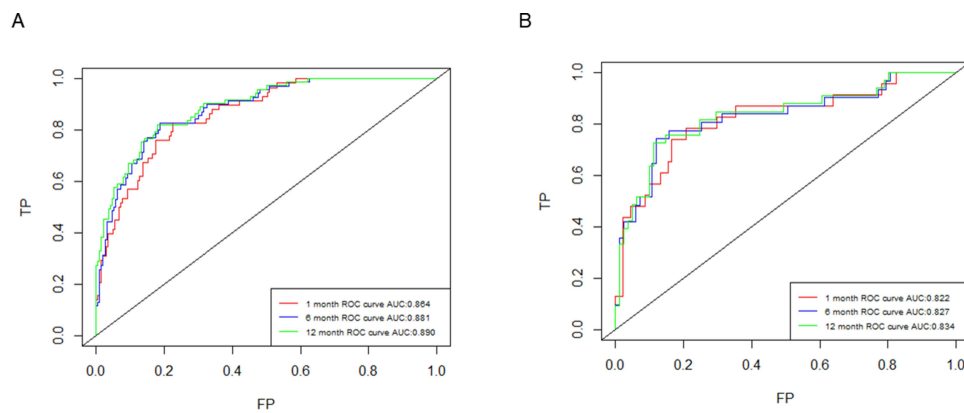 A
B
1.0
0.8
0.6
0.4
0.2
0.0
TP
1 month ROC curve AUC:0.864
6 month ROC curve AUC:0.881
12 month ROC curve AUC:0.890
0.0 0.2 0.4 0.6 0.8 1.0
FP
1.0
0.8
0.6
0.4
0.2
0.0
TP
1 month ROC curve AUC:0.822
6 month ROC curve AUC:0.827
12 month ROC curve AUC:0.834
0.0 0.2 0.4 0.6 0.8 1.0
FP